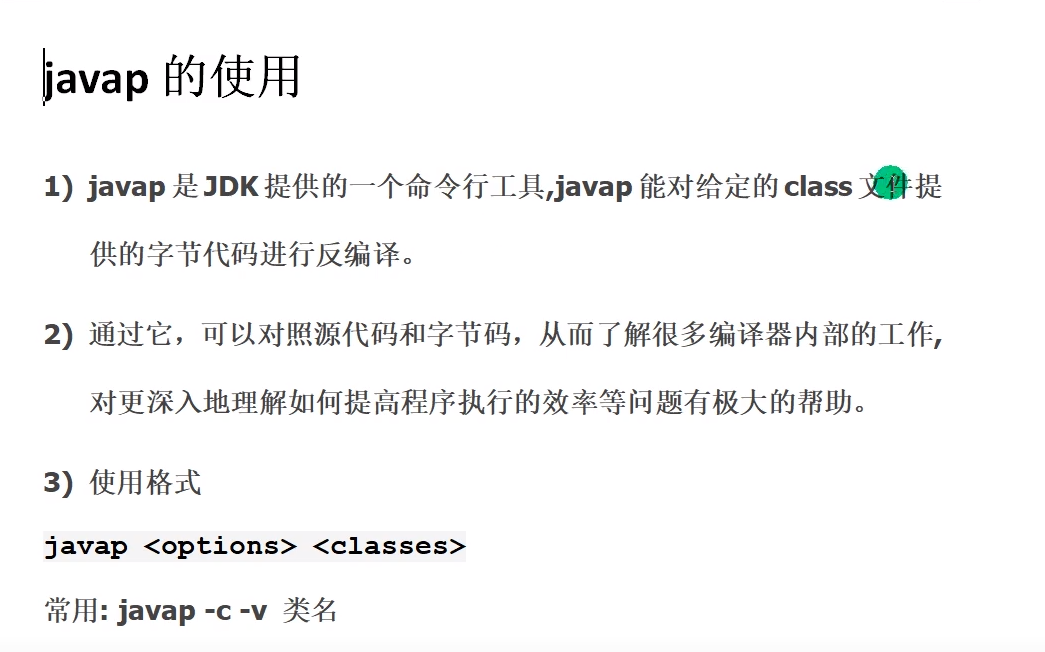 javap 的使用
1) javap 是 JDK 提供的一个命令行工具,javap 能对给定的 class 文件提
供的字节代码进行反编译。
2) 通过它，可以对照源代码和字节码，从而了解很多编译器内部的工作,
对更深入地理解如何提高程序执行的效率等问题有极大的帮助。
3) 使用格式
javap <options> <classes>
常用: javap -c -v 类名